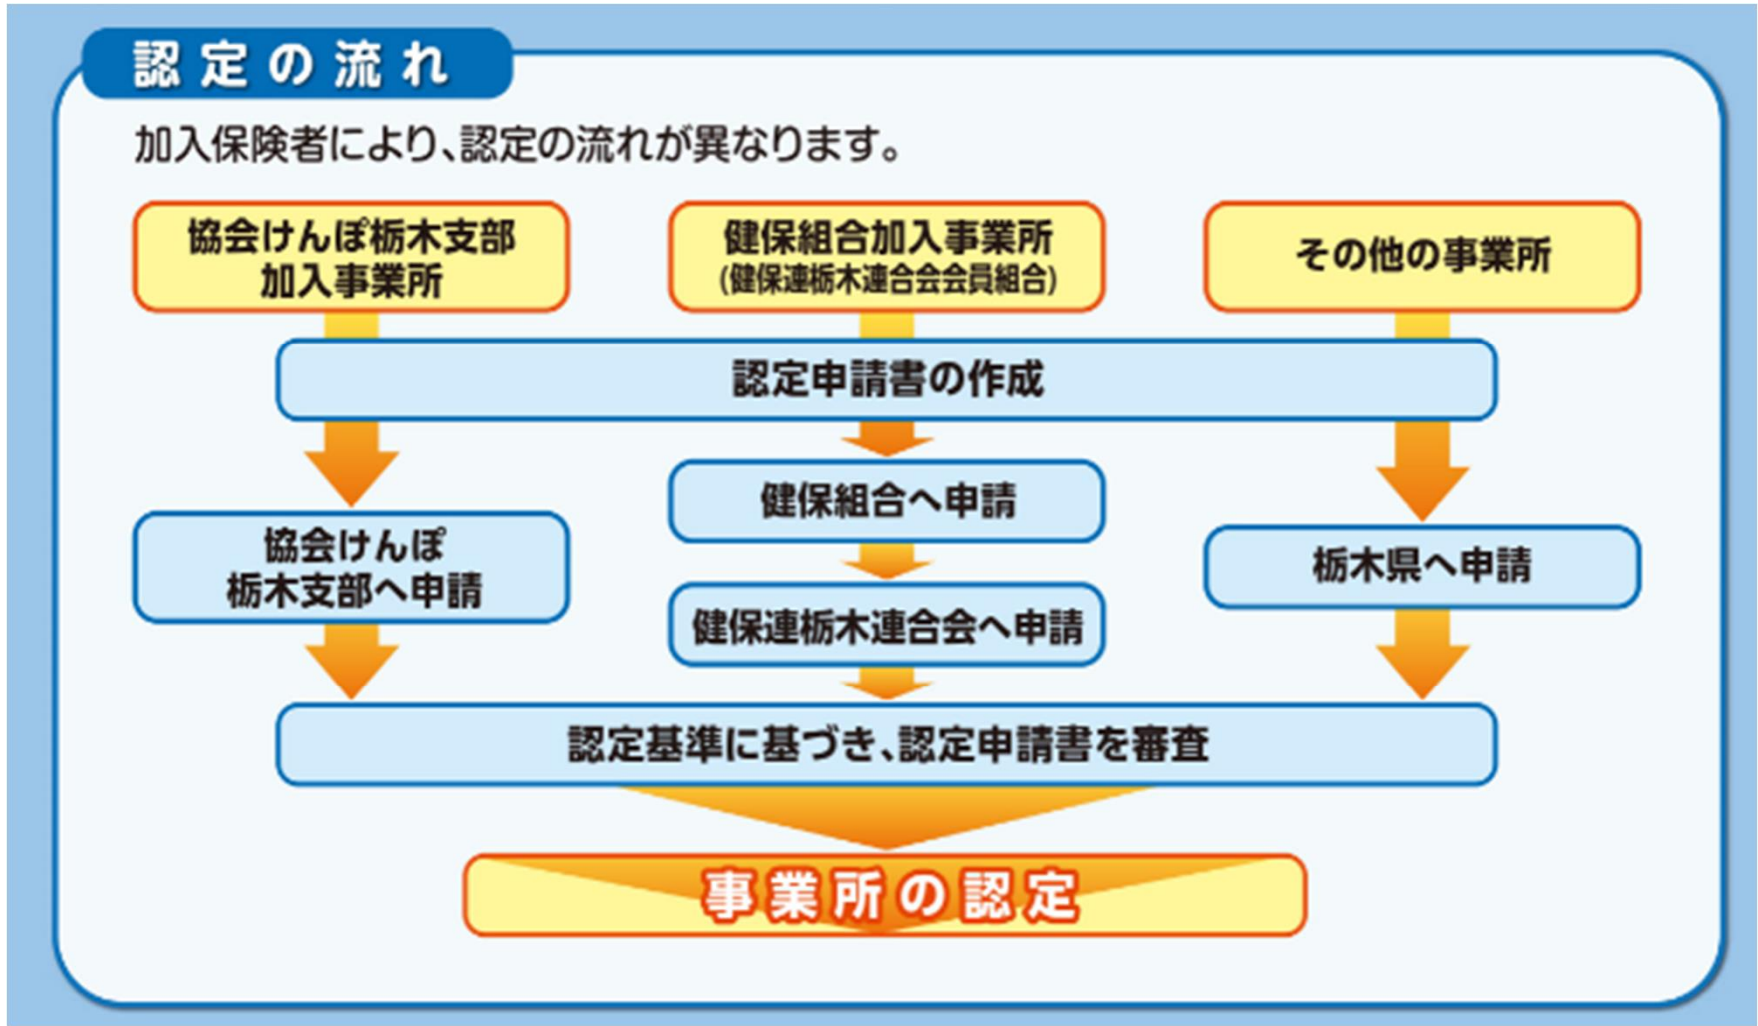 認定の流れ
加入保険者により、認定の流れが異なります。
協会けんぽ栃木支部
加入事業所
健保組合加入事業所
(健保連栃木連合会会員組合)
その他の事業所
認定申請書の作成
協会けんぽ
栃木支部へ申請
健保組合へ申請
健保連栃木連合会へ申請
栃木県へ申請
認定基準に基づき、認定申請書を審査
事業所の認定